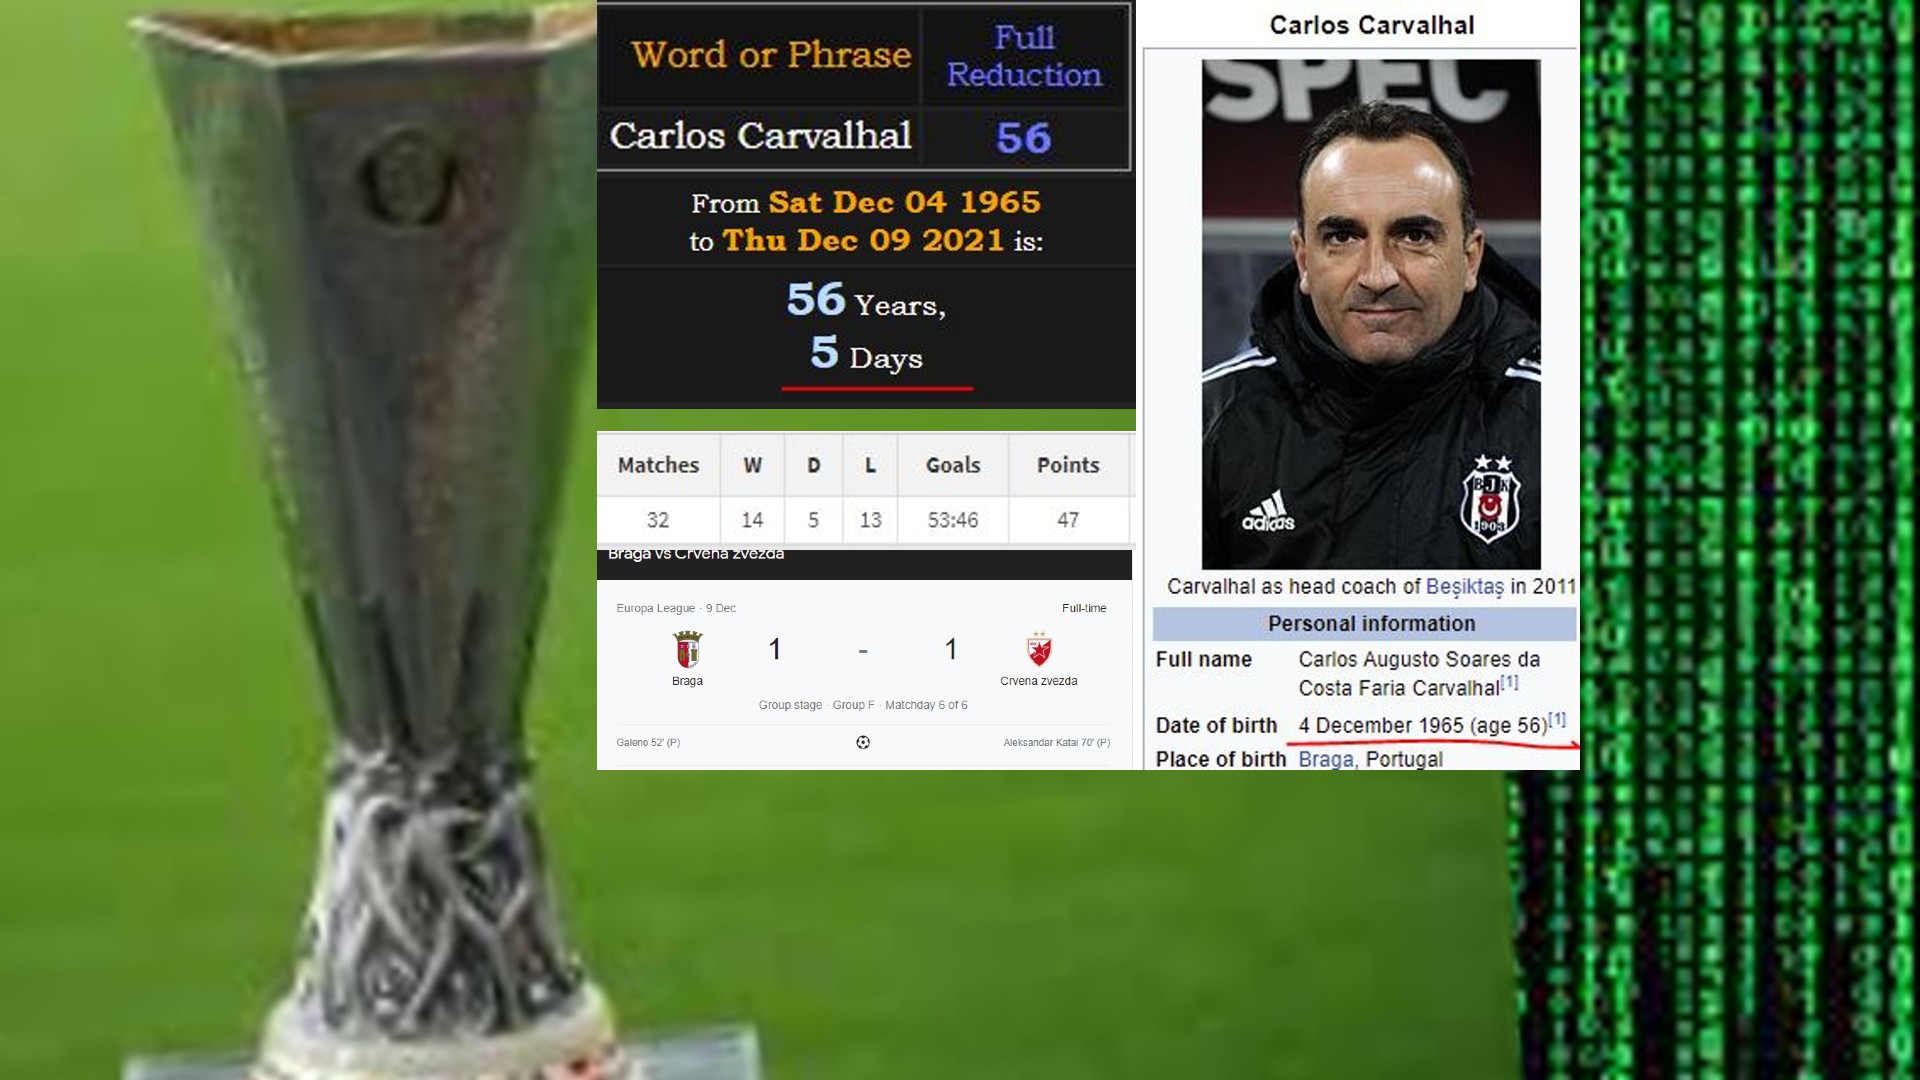 Word or Phrase
Full
Reduction
Carlos Carvalhal
56
From Sat Dec 04 1965
to Thu Dec 09 2021 is:
56 Years,
5 Days
Matches W D L Goals Points
32 14 5 13 53:46 47
Braga vs Crvena zvezda
Europa League · 9 Dec
Full-time
1 - 1
Braga
Crvena zvezda
Group stage · Group F · Matchday 6 of 6
Galeno 52' (P)
Aleksandar Katai 70' (P)
Carlos Carvalhal
SPEC
adidas
BJK
1903
Carvalhal as head coach of Beşiktaş in 2011
Personal information
Full name Carlos Augusto Soares da
Costa Faria Carvalhal[1]
Date of birth 4 December 1965 (age 56)[1]
Place of birth Braga, Portugal